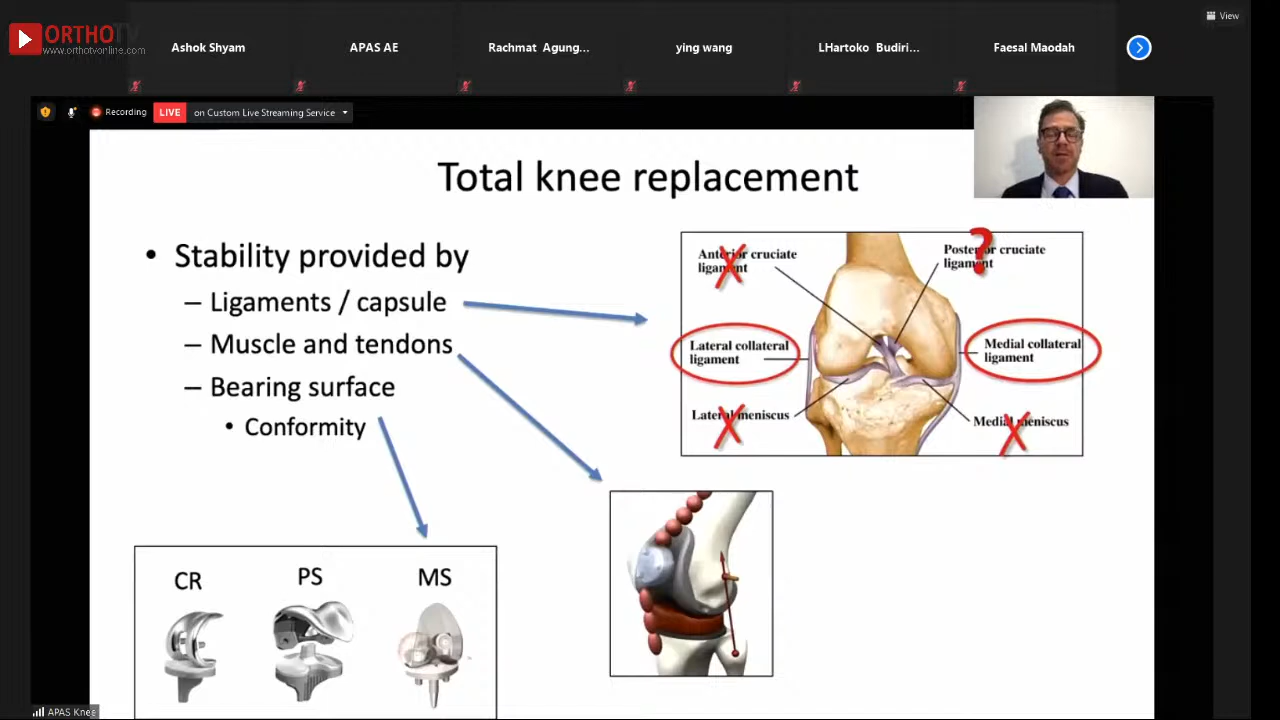 ORTHOTV
www.orthotvonline.com
View
Ashok Shyam
APAS AE
Rachmat Agung...
ying wang
LHartoko Budiri...
Faesal Maodah
Recording
LIVE
on Custom Live Streaming Service
Total knee replacement
• Stability provided by
– Ligaments / capsule
– Muscle and tendons
– Bearing surface
• Conformity
Anterior cruciate
ligament
?
Posterior cruciate
ligament
Lateral collateral
ligament
Medial collateral
ligament
Lateral meniscus
Medial meniscus
CR
PS
MS
APAS Knee